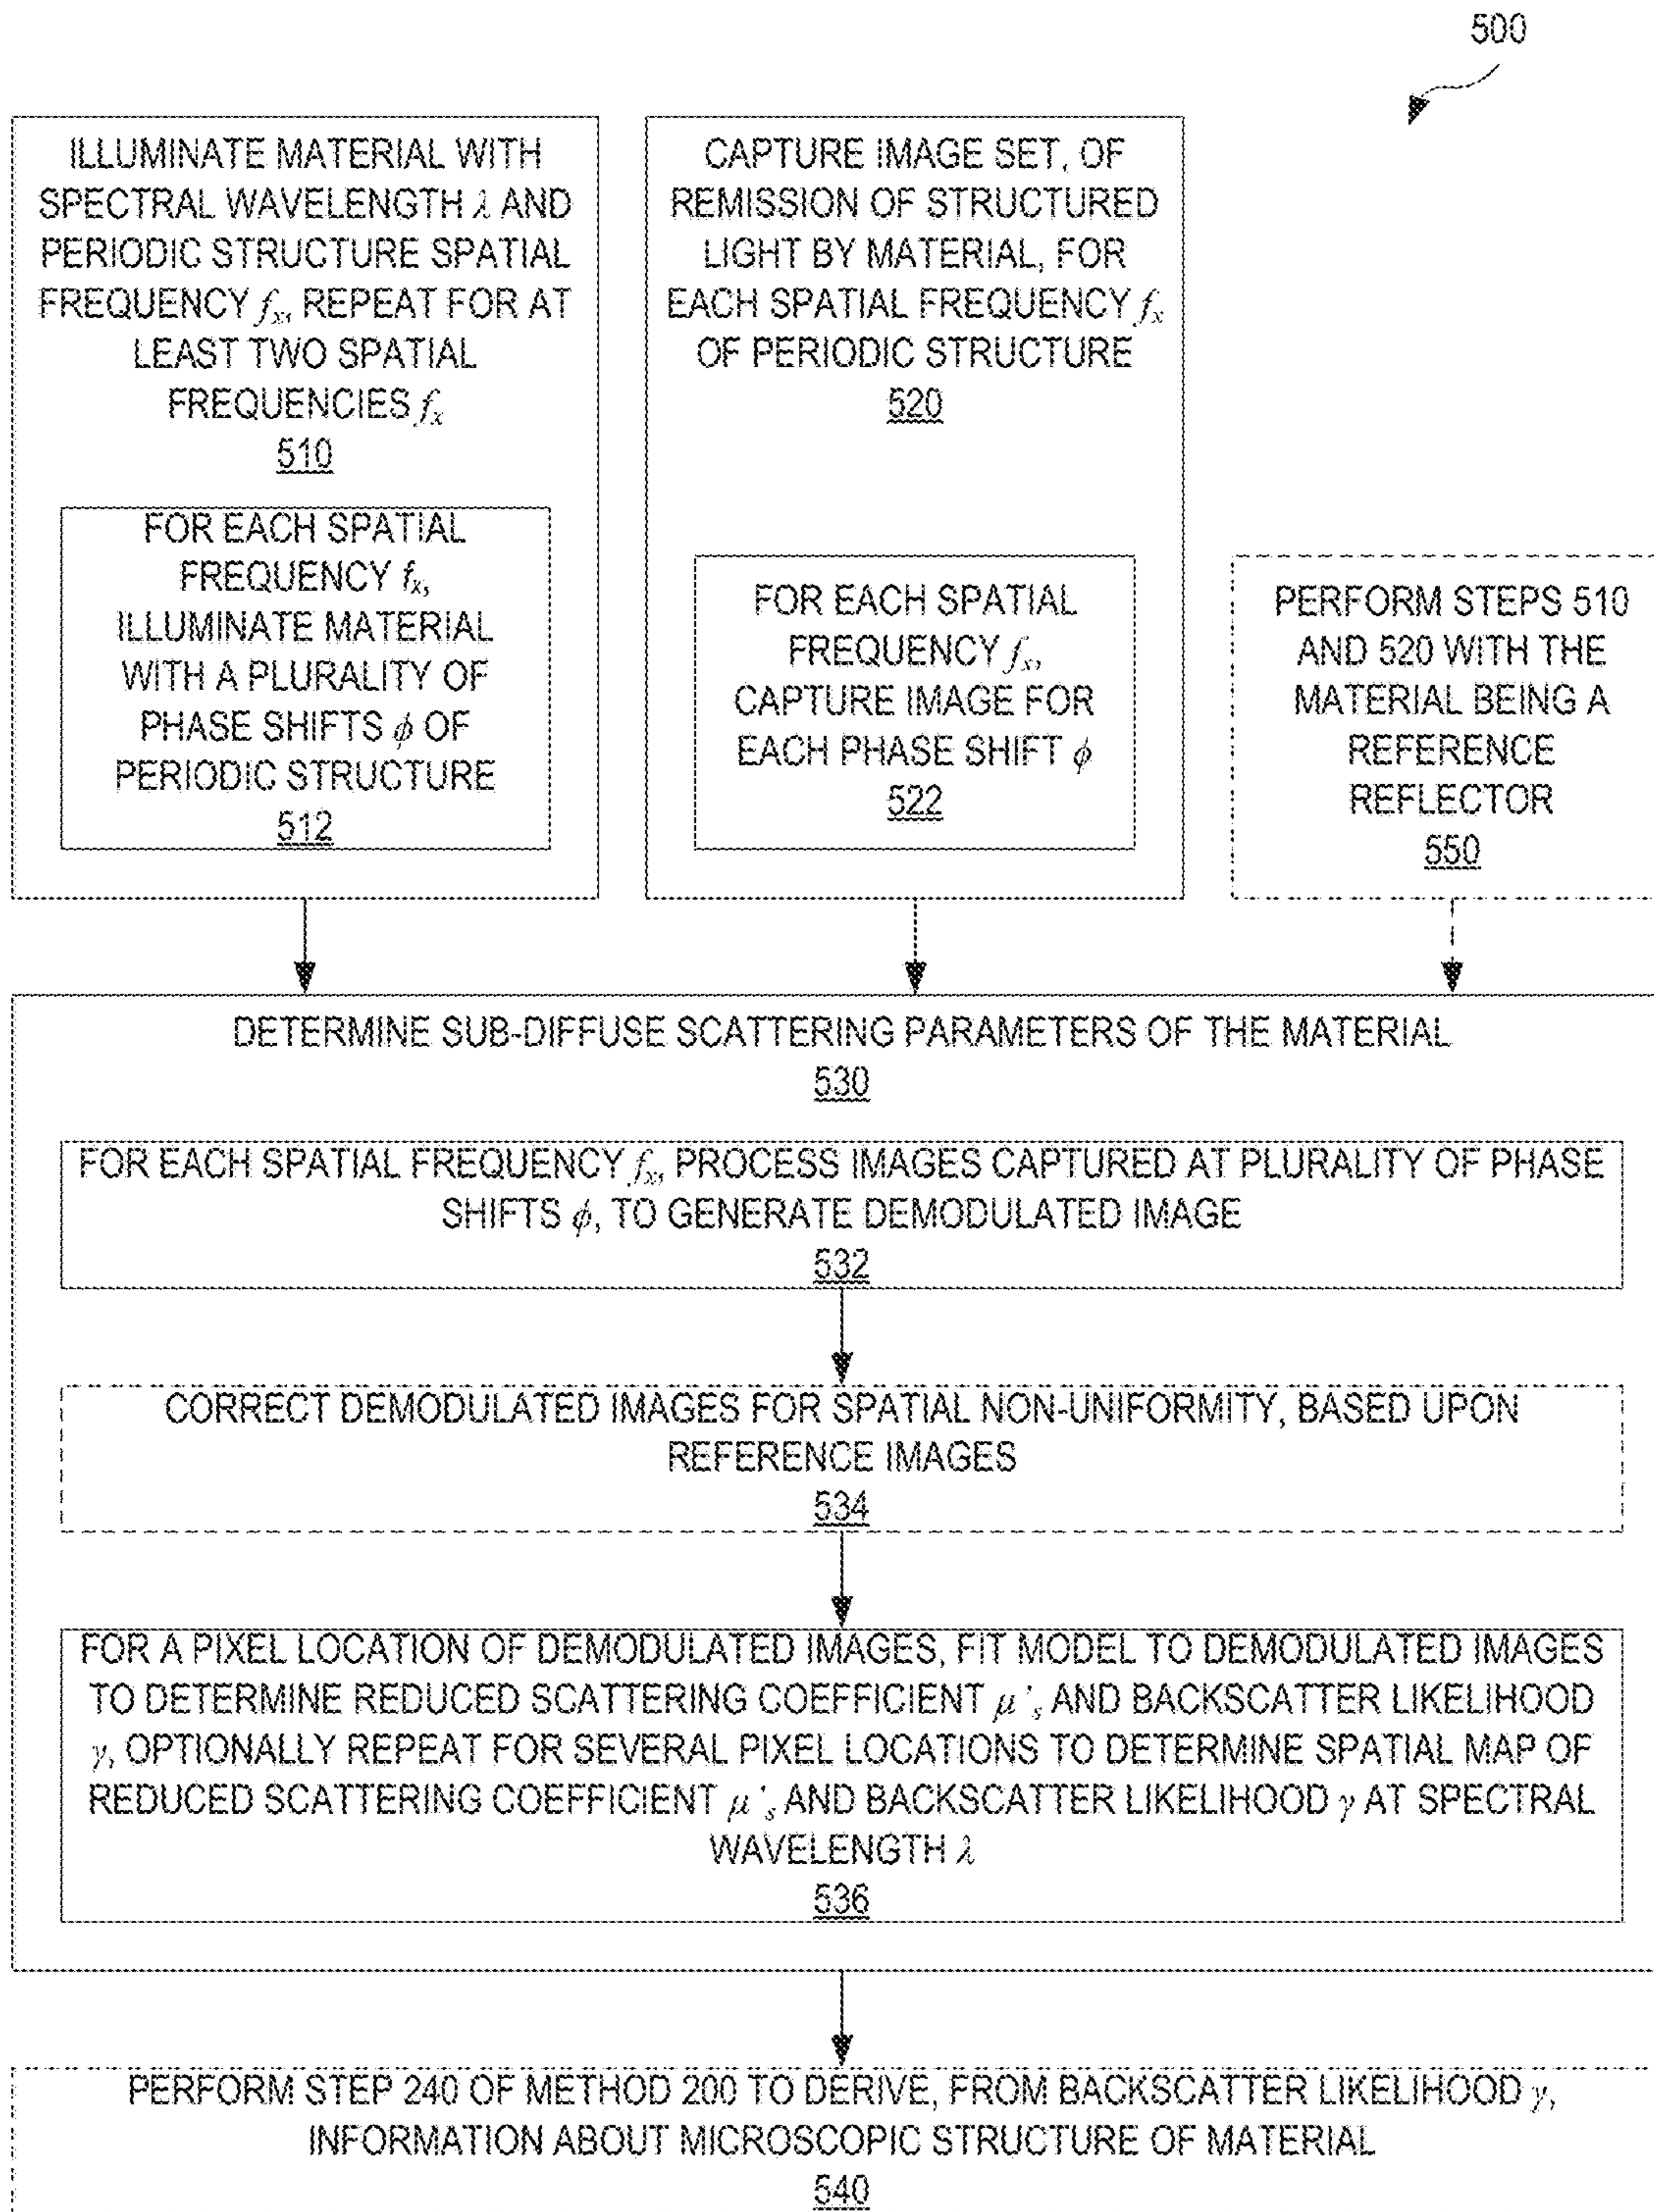 500
ILLUMINATE MATERIAL WITH
SPECTRAL WAVELENGTH λ AND
PERIODIC STRUCTURE SPATIAL
FREQUENCY fx, REPEAT FOR AT
LEAST TWO SPATIAL
FREQUENCIES fx
510
FOR EACH SPATIAL
FREQUENCY fx,
ILLUMINATE MATERIAL
WITH A PLURALITY OF
PHASE SHIFTS ϕ OF
PERIODIC STRUCTURE
512
CAPTURE IMAGE SET, OF
REMISSION OF STRUCTURED
LIGHT BY MATERIAL, FOR
EACH SPATIAL FREQUENCY fx
OF PERIODIC STRUCTURE
520
FOR EACH SPATIAL
FREQUENCY fx,
CAPTURE IMAGE FOR
EACH PHASE SHIFT ϕ
522
PERFORM STEPS 510
AND 520 WITH THE
MATERIAL BEING A
REFERENCE
REFLECTOR
550
DETERMINE SUB-DIFFUSE SCATTERING PARAMETERS OF THE MATERIAL
530
FOR EACH SPATIAL FREQUENCY fx, PROCESS IMAGES CAPTURED AT PLURALITY OF PHASE
SHIFTS ϕ, TO GENERATE DEMODULATED IMAGE
532
CORRECT DEMODULATED IMAGES FOR SPATIAL NON-UNIFORMITY, BASED UPON
REFERENCE IMAGES
534
FOR A PIXEL LOCATION OF DEMODULATED IMAGES, FIT MODEL TO DEMODULATED IMAGES
TO DETERMINE REDUCED SCATTERING COEFFICIENT μ's AND BACKSCATTER LIKELIHOOD
γ, OPTIONALLY REPEAT FOR SEVERAL PIXEL LOCATIONS TO DETERMINE SPATIAL MAP OF
REDUCED SCATTERING COEFFICIENT μ's AND BACKSCATTER LIKELIHOOD γ AT SPECTRAL
WAVELENGTH λ
536
PERFORM STEP 240 OF METHOD 200 TO DERIVE, FROM BACKSCATTER LIKELIHOOD γ,
INFORMATION ABOUT MICROSCOPIC STRUCTURE OF MATERIAL
540